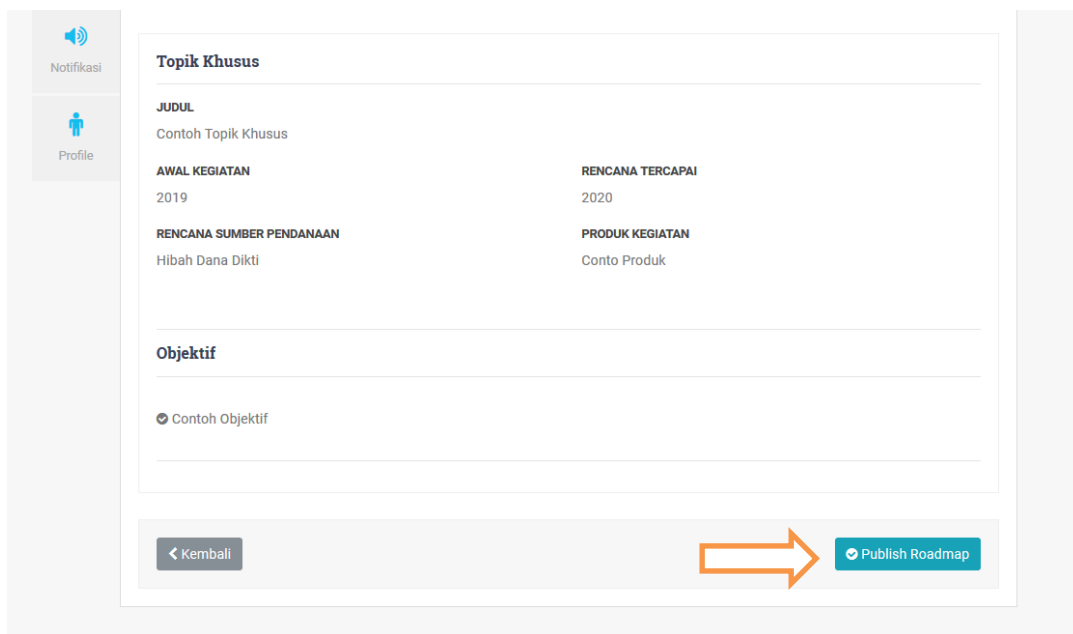 Notifikasi
Profile
Topik Khusus
JUDUL
Contoh Topik Khusus
AWAL KEGIATAN
RENCANA TERCAPAI
2019
2020
RENCANA SUMBER PENDANAAN
PRODUK KEGIATAN
Hibah Dana Dikti
Conto Produk
Objektif
Contoh Objektif
Kembali
Publish Roadmap